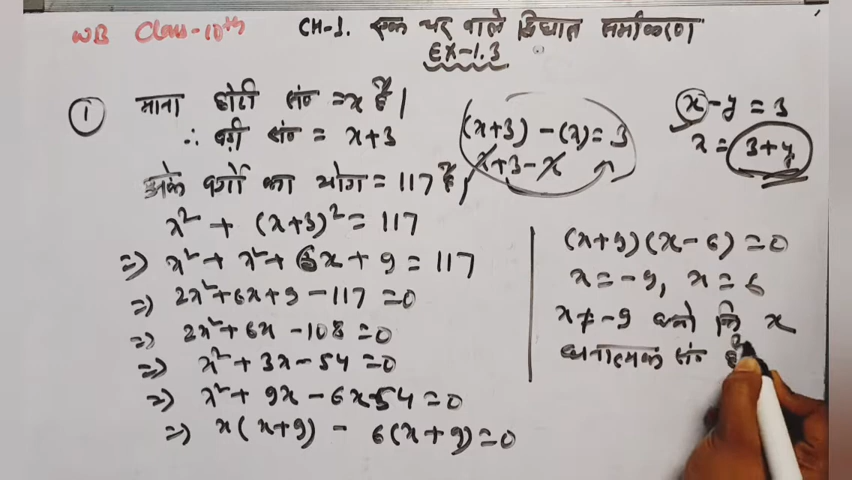 WB Class-10th CH-1. एक चर वाले द्विघात समीकरण
EX-1.3
① माना छोटी सं० = x है।
∴ बड़ी सं० = x+3
(x+3) - (x) = 3
x+3-x
x - y = 3
x = 3+y
वर्गो का योग = 117 है,
x² + (x+3)² = 117
=) x² + x² + 6x + 9 = 117
=) 2x²+6x+9-117=0
=) 2x²+6x-108=0
=) x²+3x-54=0
=) x²+9x-6x-54=0
=) x(x+9) - 6(x+9)=0
(x+9)(x-6)=0
x=-9, x=6
x≠-9 क्यो कि x
धनात्मक सं० है